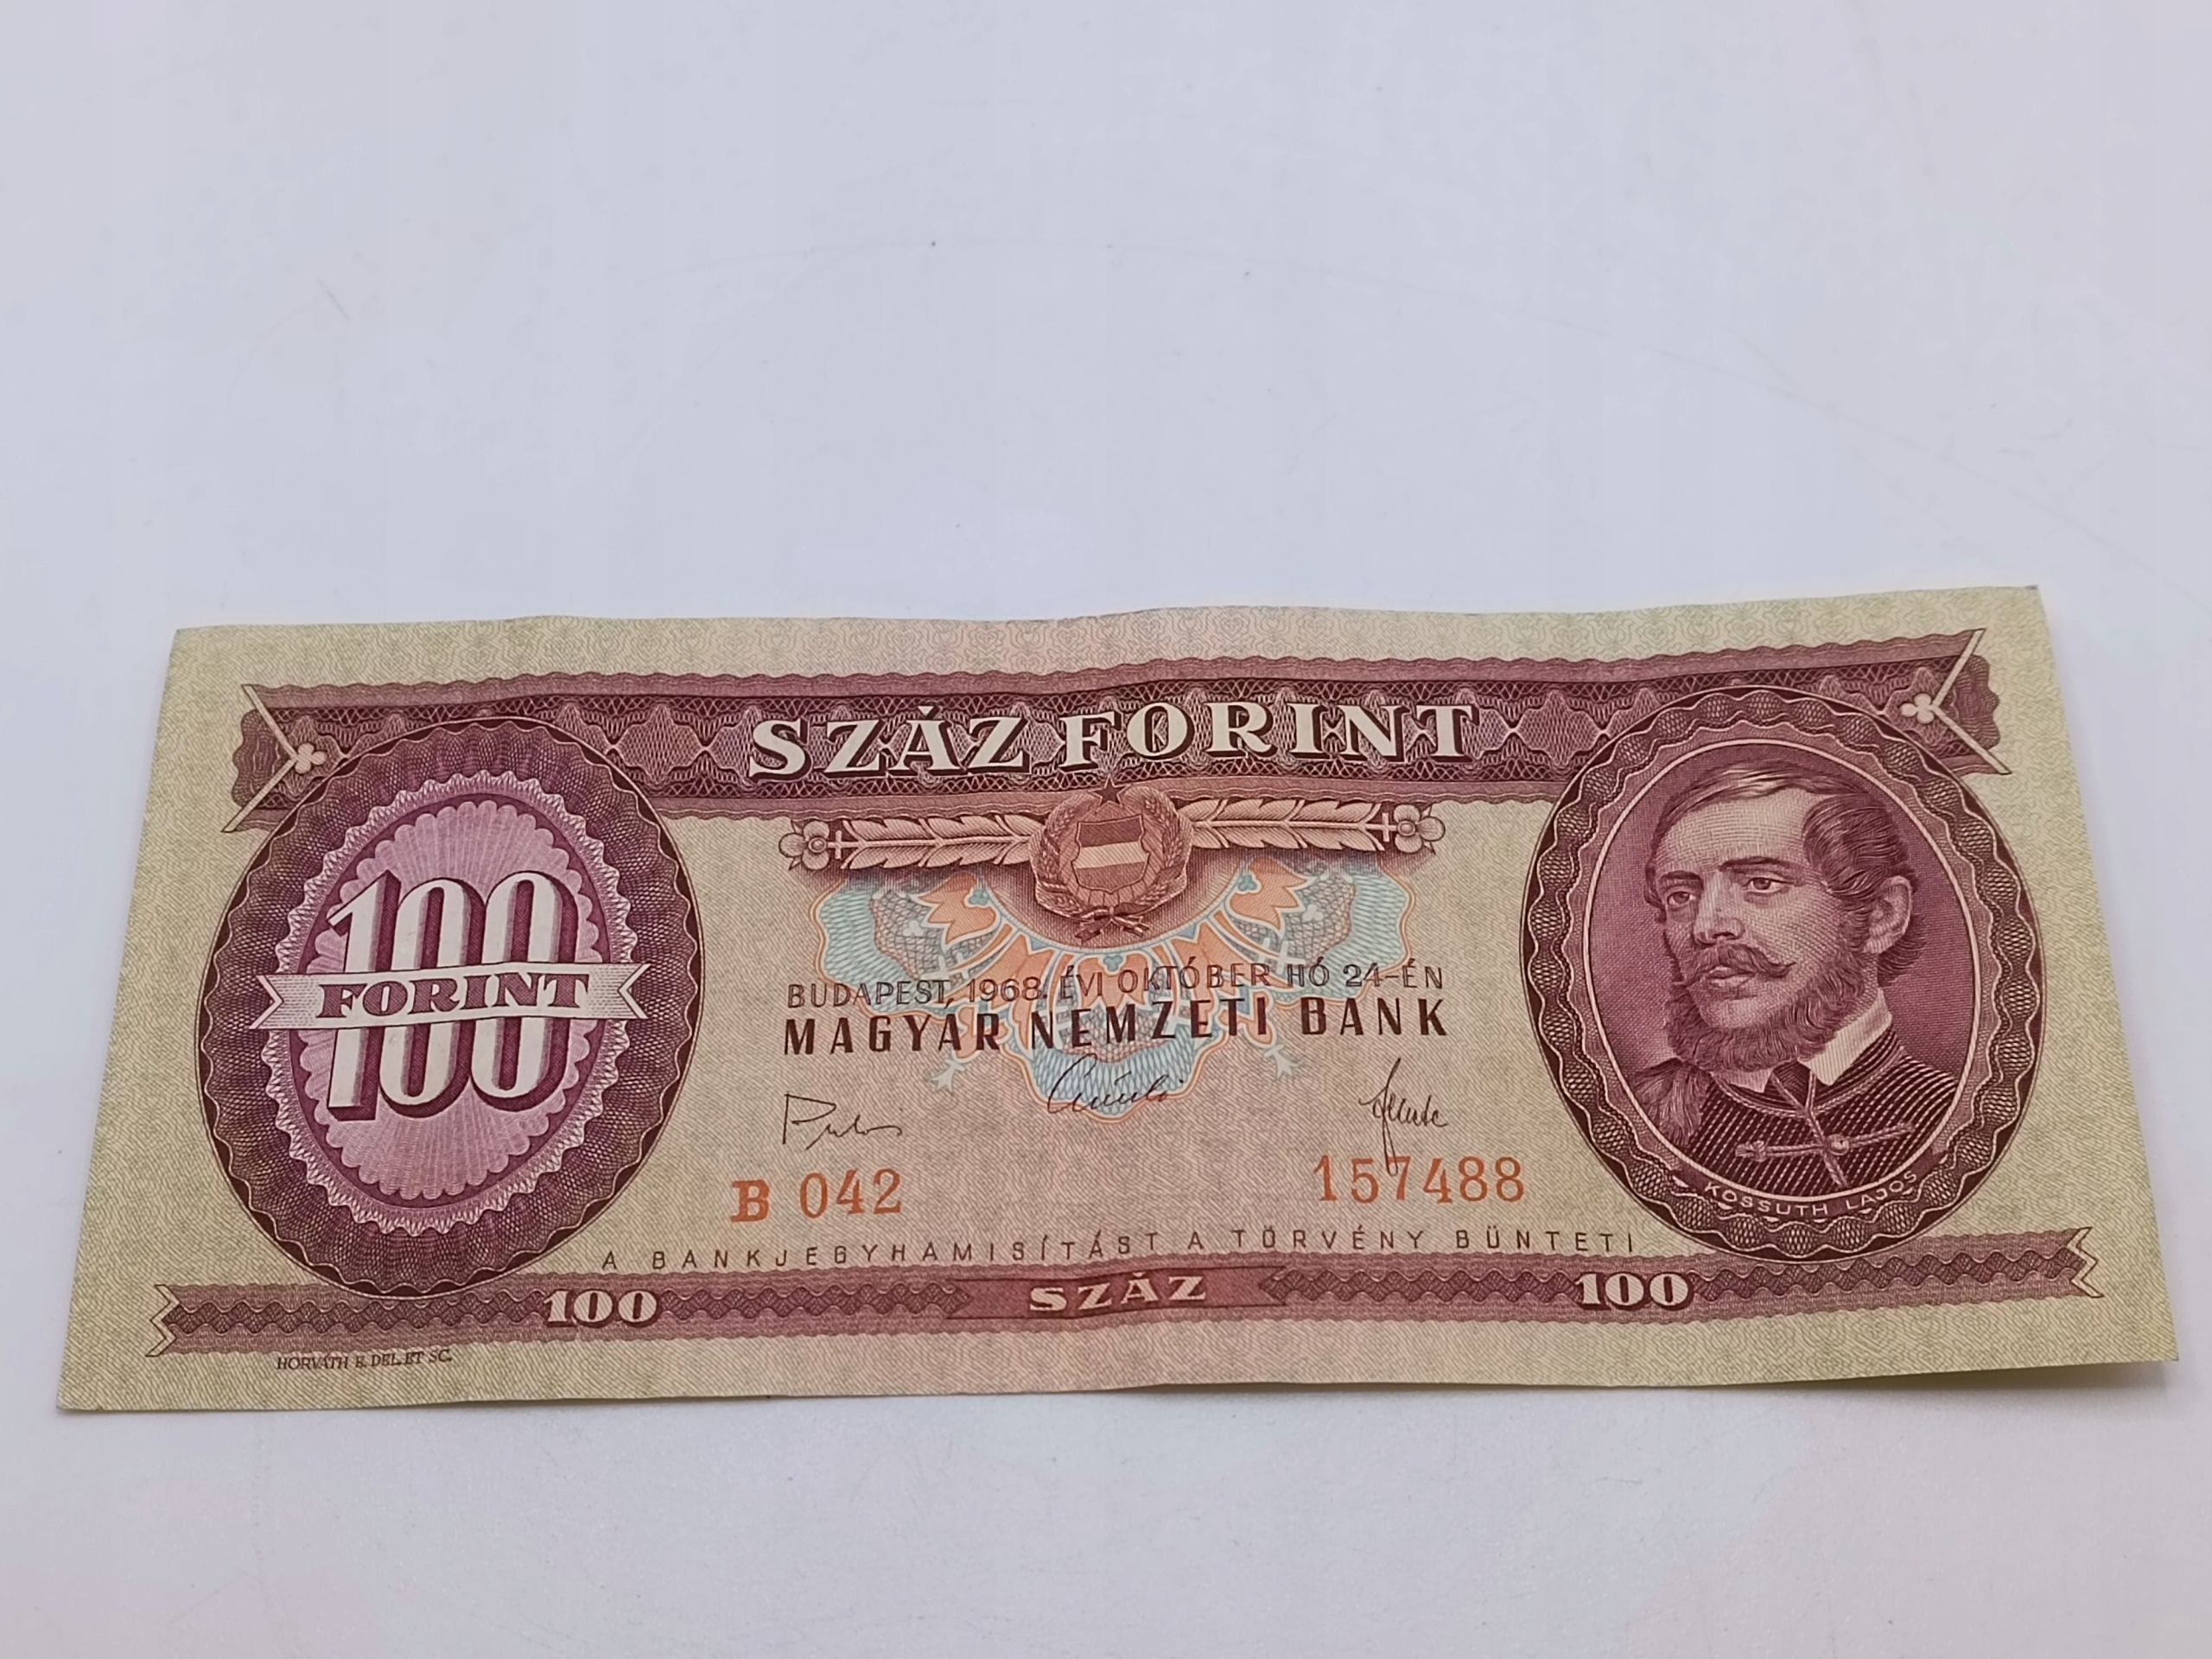 SZÁZ FORINT
100
FORINT
BUDAPEST, 1968. ÉVI OKTÓBER HÓ 24-ÉN
MAGYAR NEMZETI BANK
B 042 157488
KOSSUTH LAJOS
A BANKJEGYHAMISÍTÁST A TÖRVÉNY BÜNTETI
100 SZÁZ 100
HORVÁTH E. DEL. ET SC.